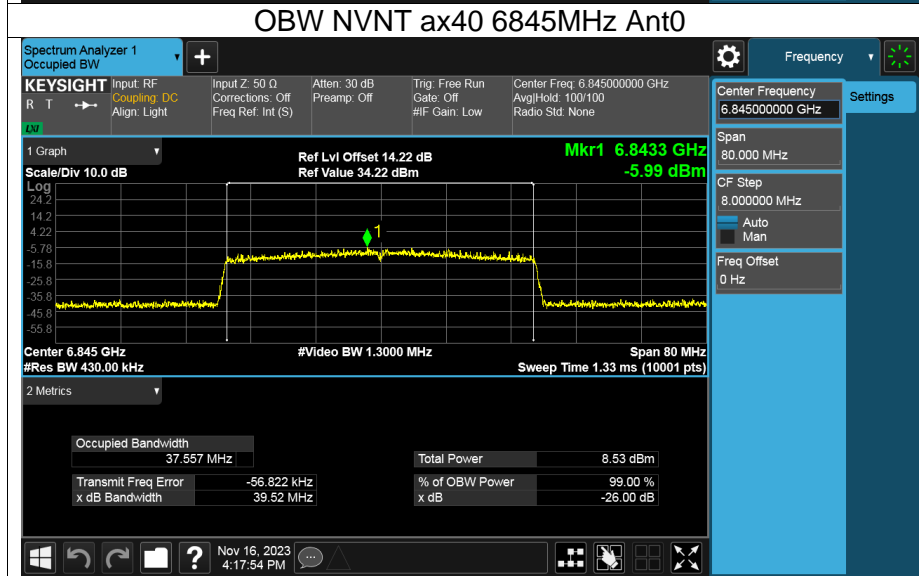 OBW NVNT ax40 6845MHz Ant0
Spectrum Analyzer 1
Occupied BW
+
Frequency
KEYSIGHT
R T
LXI
Input: RF
Coupling: DC
Align: Light
Input Z: 50 Ω
Corrections: Off
Freq Ref: Int (S)
Atten: 30 dB
Preamp: Off
Trig: Free Run
Gate: Off
#IF Gain: Low
Center Freq: 6.845000000 GHz
Avg|Hold: 100/100
Radio Std: None
Center Frequency
6.845000000 GHz
Settings
Span
80.000 MHz
CF Step
8.000000 MHz
Auto
Man
Freq Offset
0 Hz
1 Graph
Ref Lvl Offset 14.22 dB
Mkr1 6.8433 GHz
Scale/Div 10.0 dB
Ref Value 34.22 dBm
-5.99 dBm
Log
24.2
14.2
4.22
-5.78
-15.8
-25.8
-35.8
-45.8
-55.8
1
Center 6.845 GHz
#Video BW 1.3000 MHz
Span 80 MHz
#Res BW 430.00 kHz
Sweep Time 1.33 ms (10001 pts)
2 Metrics
Occupied Bandwidth
37.557 MHz
Total Power 8.53 dBm
Transmit Freq Error -56.822 kHz
% of OBW Power 99.00 %
x dB Bandwidth 39.52 MHz
x dB -26.00 dB
?
Nov 16, 2023
4:17:54 PM